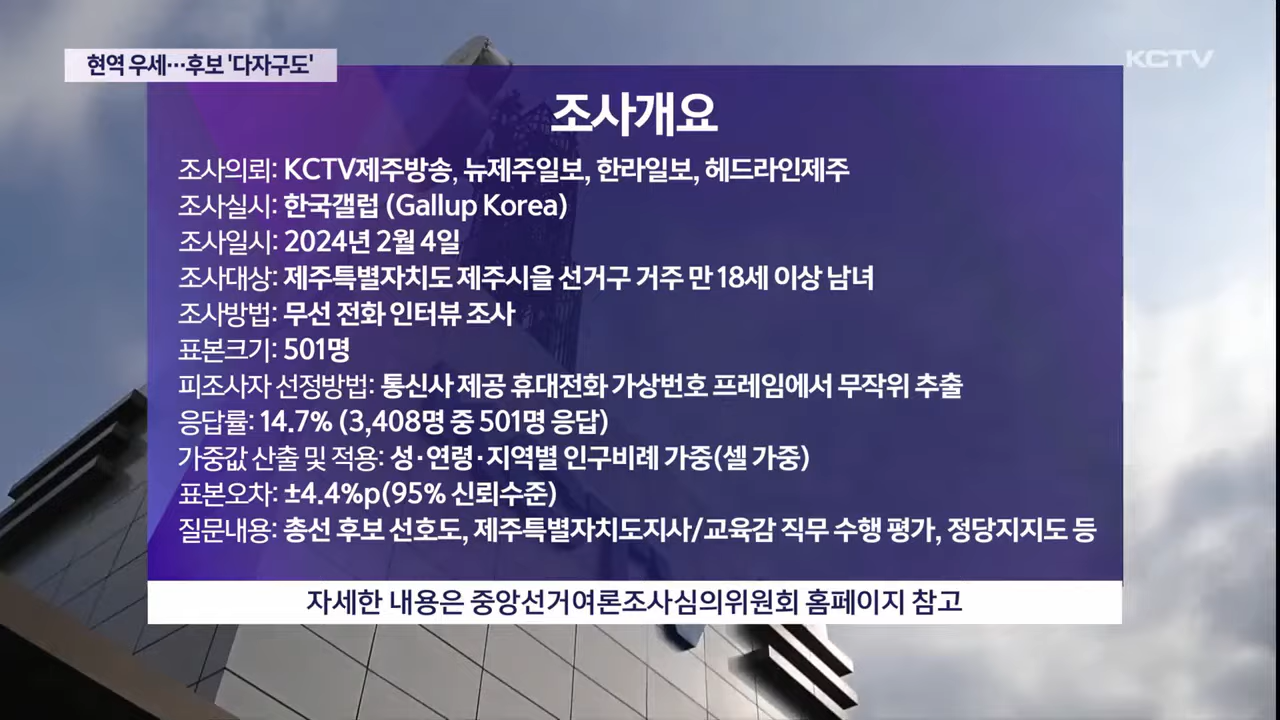 현역 우세…후보 '다자구도'
KCTV
조사개요
조사의뢰: KCTV제주방송, 뉴제주일보, 한라일보, 헤드라인제주
조사실시: 한국갤럽 (Gallup Korea)
조사일시: 2024년 2월 4일
조사대상: 제주특별자치도 제주시을 선거구 거주 만 18세 이상 남녀
조사방법: 무선 전화 인터뷰 조사
표본크기: 501명
피조사자 선정방법: 통신사 제공 휴대전화 가상번호 프레임에서 무작위 추출
응답률: 14.7% (3,408명 중 501명 응답)
가중값 산출 및 적용: 성·연령·지역별 인구비례 가중(셀 가중)
표본오차: ±4.4%p(95% 신뢰수준)
질문내용: 총선 후보 선호도, 제주특별자치도지사/교육감 직무 수행 평가, 정당지지도 등
자세한 내용은 중앙선거여론조사심의위원회 홈페이지 참고